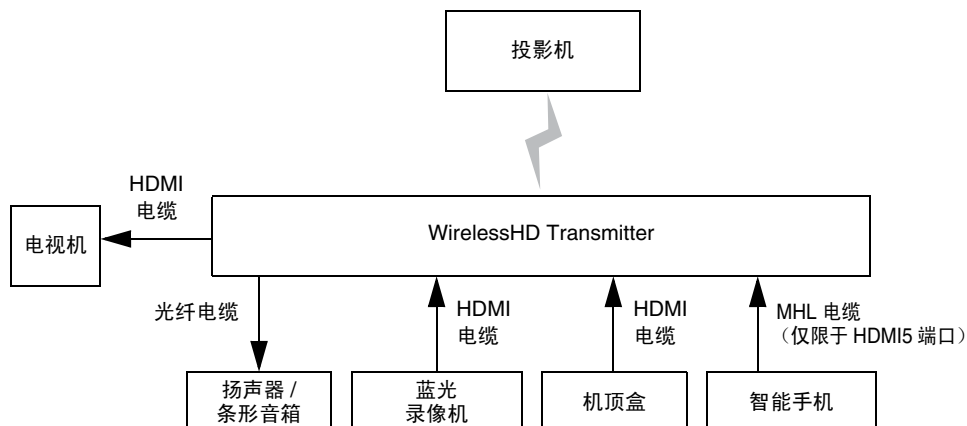 投影机
HDMI
电缆
电视机
WirelessHD Transmitter
光纤电缆
HDMI
电缆
HDMI
电缆
MHL 电缆
（仅限于 HDMI5 端口）
扬声器 /
条形音箱
蓝光
录像机
机顶盒
智能手机